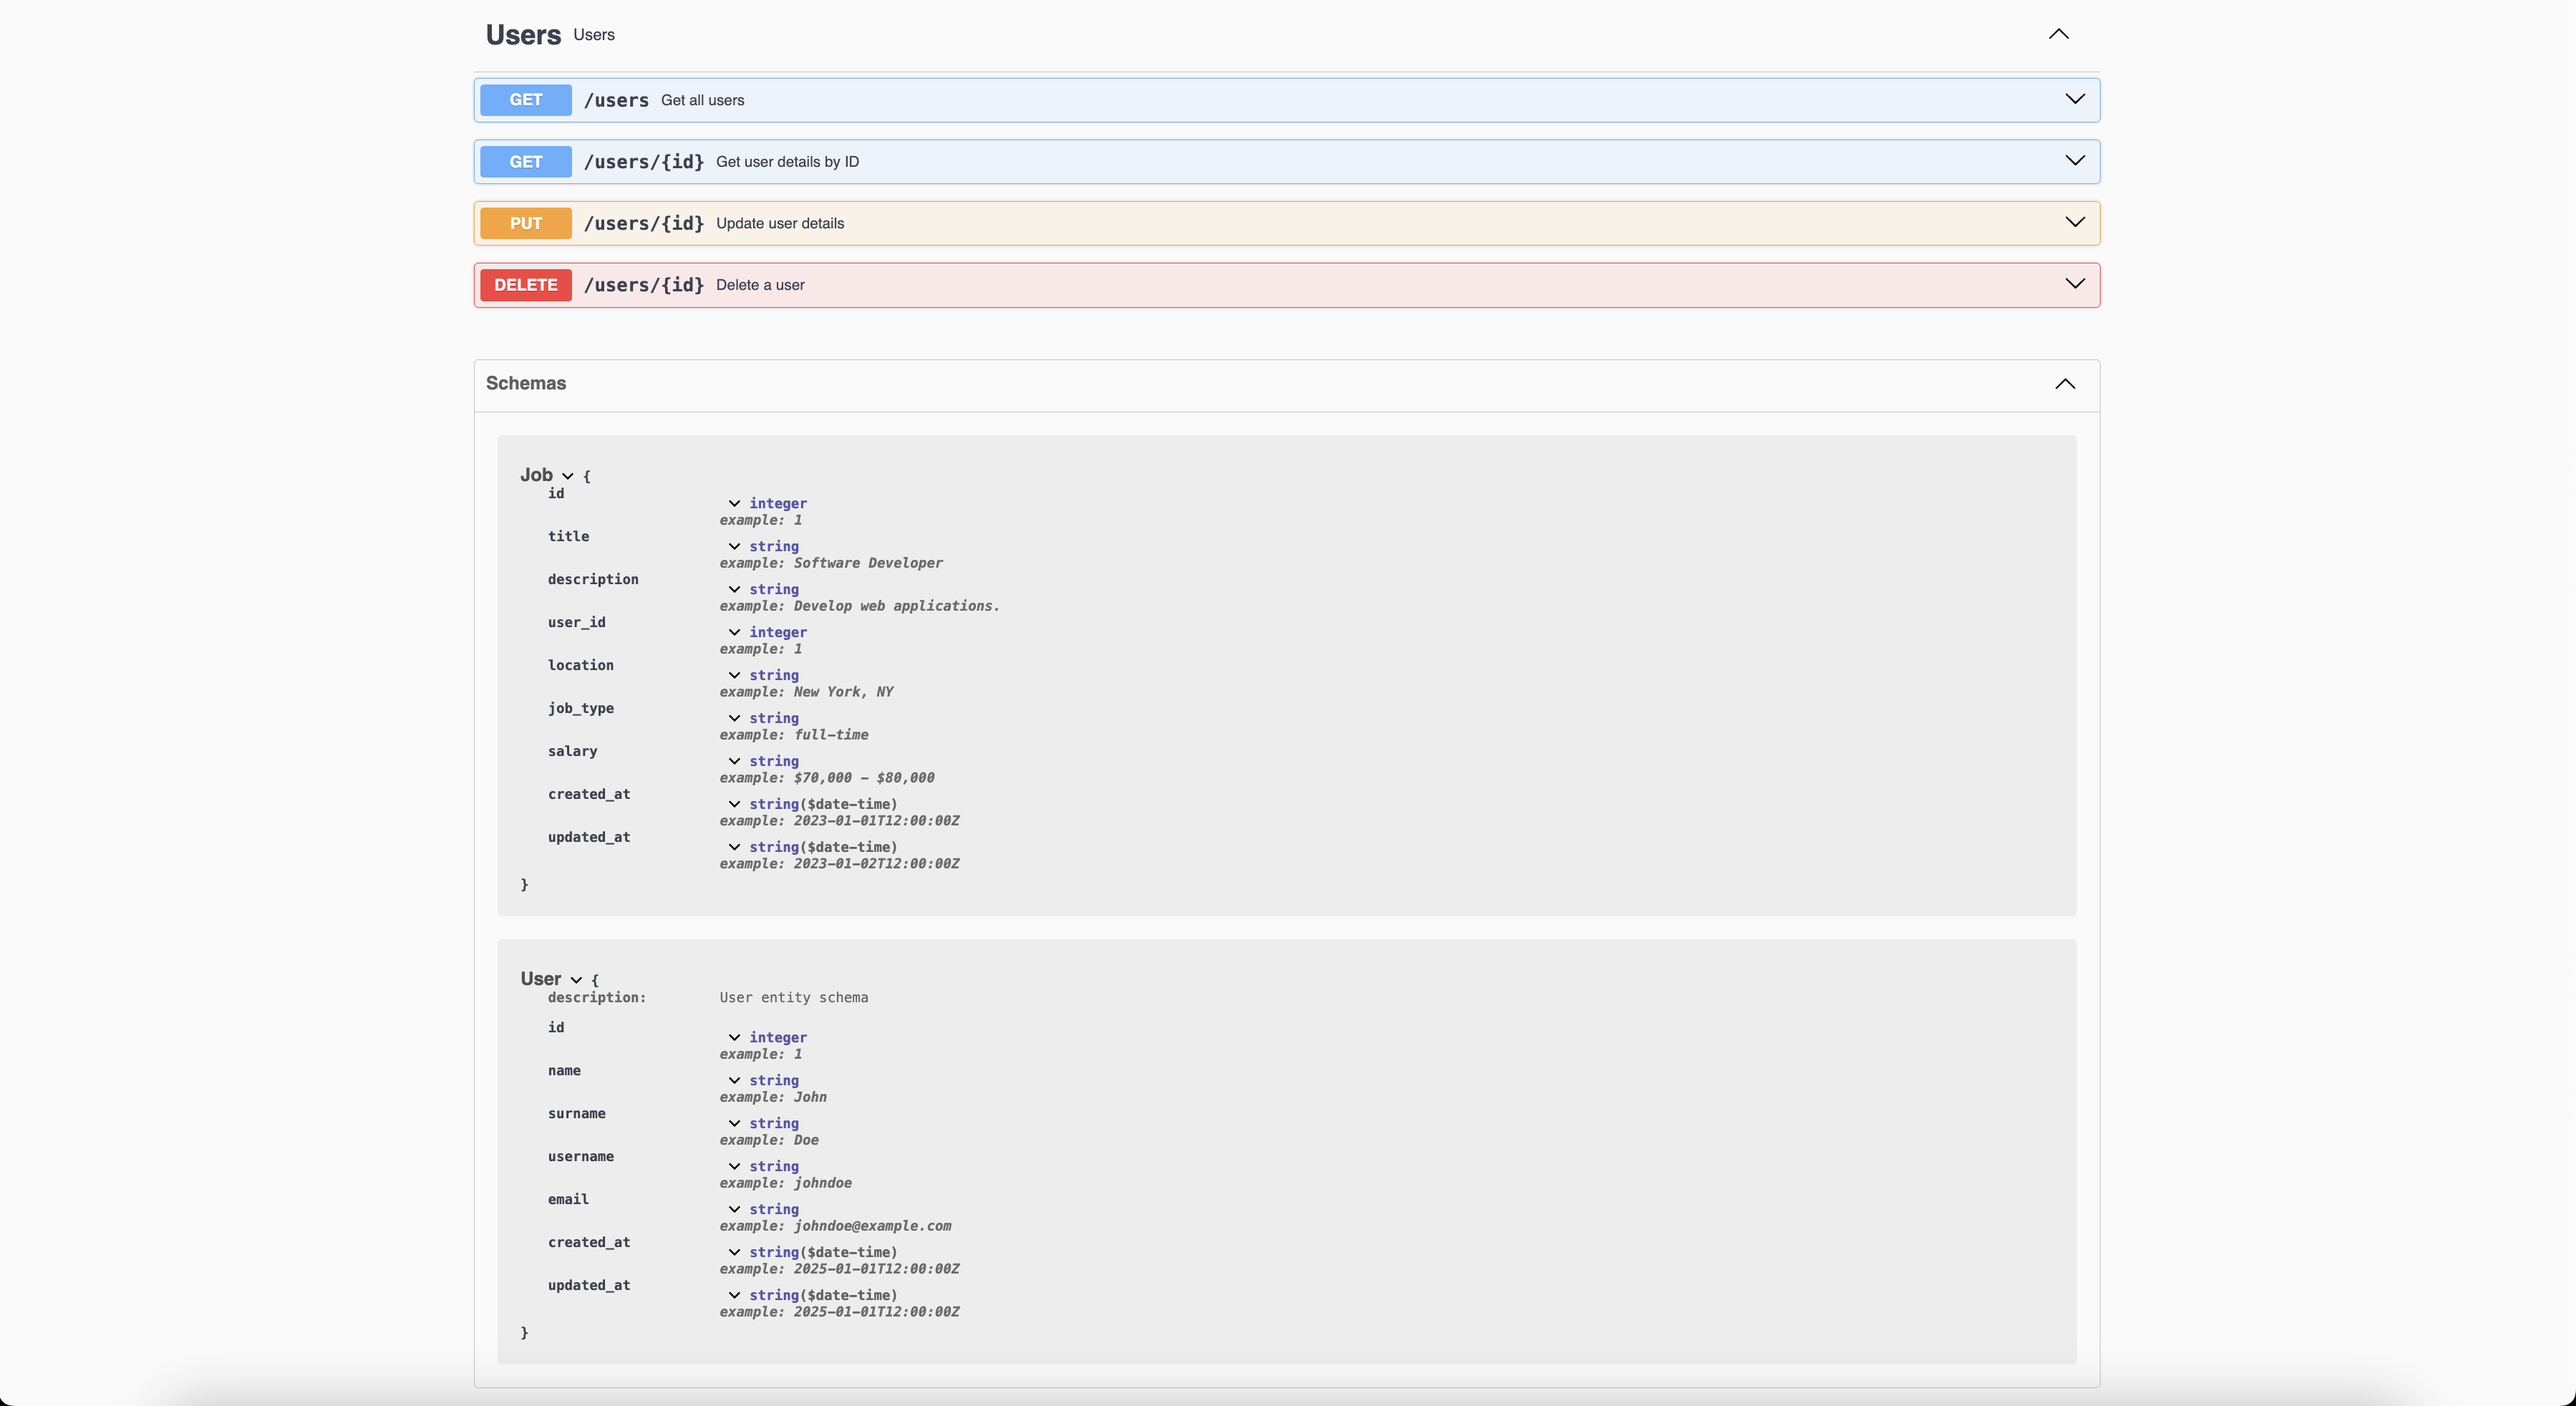 Users Users
GET /users Get all users
GET /users/{id} Get user details by ID
PUT /users/{id} Update user details
DELETE /users/{id} Delete a user
Schemas
Job {
id
integer
example: 1
title
string
example: Software Developer
description
string
example: Develop web applications.
user_id
integer
example: 1
location
string
example: New York, NY
job_type
string
example: full-time
salary
string
example: $70,000 - $80,000
created_at
string($date-time)
example: 2023-01-01T12:00:00Z
updated_at
string($date-time)
example: 2023-01-02T12:00:00Z
}
User {
description: User entity schema
id
integer
example: 1
name
string
example: John
surname
string
example: Doe
username
string
example: johndoe
email
string
example: johndoe@example.com
created_at
string($date-time)
example: 2025-01-01T12:00:00Z
updated_at
string($date-time)
example: 2025-01-01T12:00:00Z
}